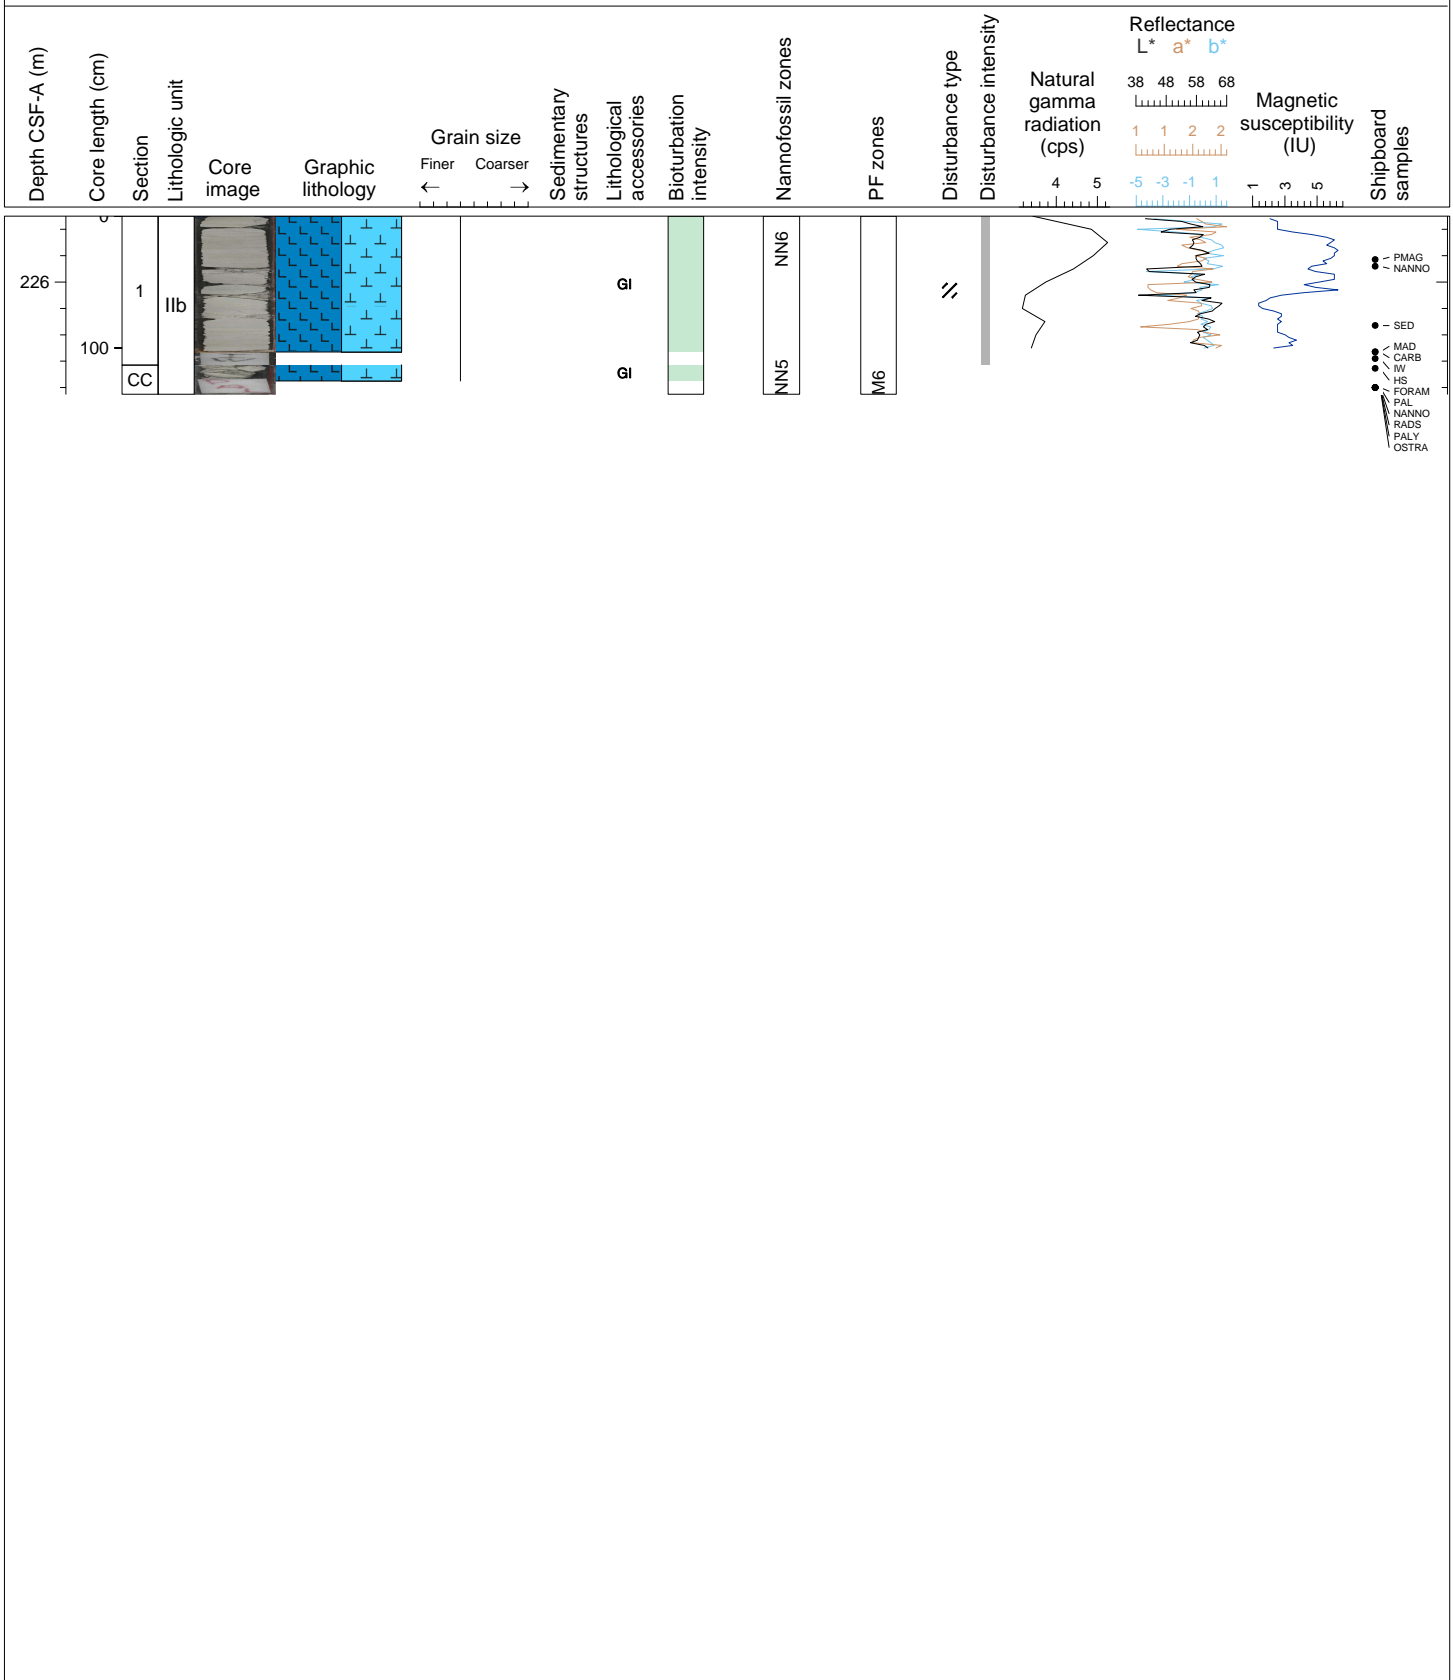 Depth CSF-A (m)
Core length (cm)
Section
Lithologic unit
Core
image
Graphic
lithology
Grain size
Finer Coarser
← →
Sedimentary
structures
Lithological
accessories
Bioturbation
intensity
Nannofossil zones
PF zones
Disturbance type
Disturbance intensity
Natural
gamma
radiation
(cps)
4 5
Reflectance
L* a* b*
38 48 58 68
1 1 2 2
-5 -3 -1 1
Magnetic
susceptibility
(IU)
1 3 5
Shipboard
samples
0
226
100
1
CC
IIb
Gl
Gl
NN6
NN5
M6
PMAG
NANNO
SED
MAD
CARB
IW
HS
FORAM
PAL
NANNO
RADS
PALY
OSTRA